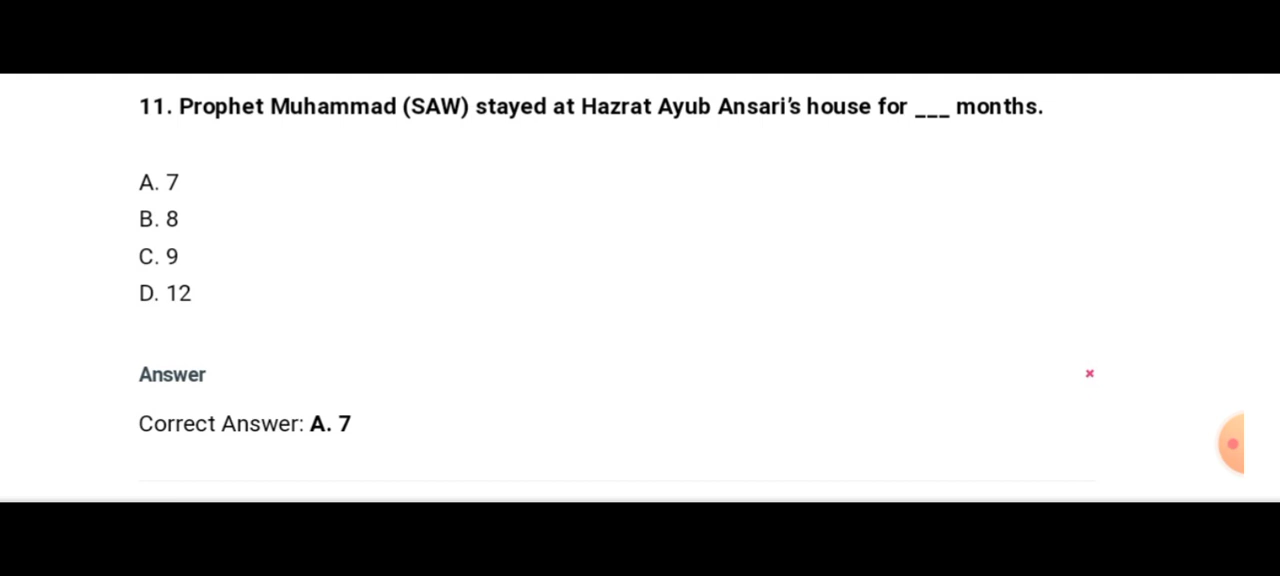 11. Prophet Muhammad (SAW) stayed at Hazrat Ayub Ansari's house for ___ months.
A. 7
B. 8
C. 9
D. 12
Answer
Correct Answer: A. 7